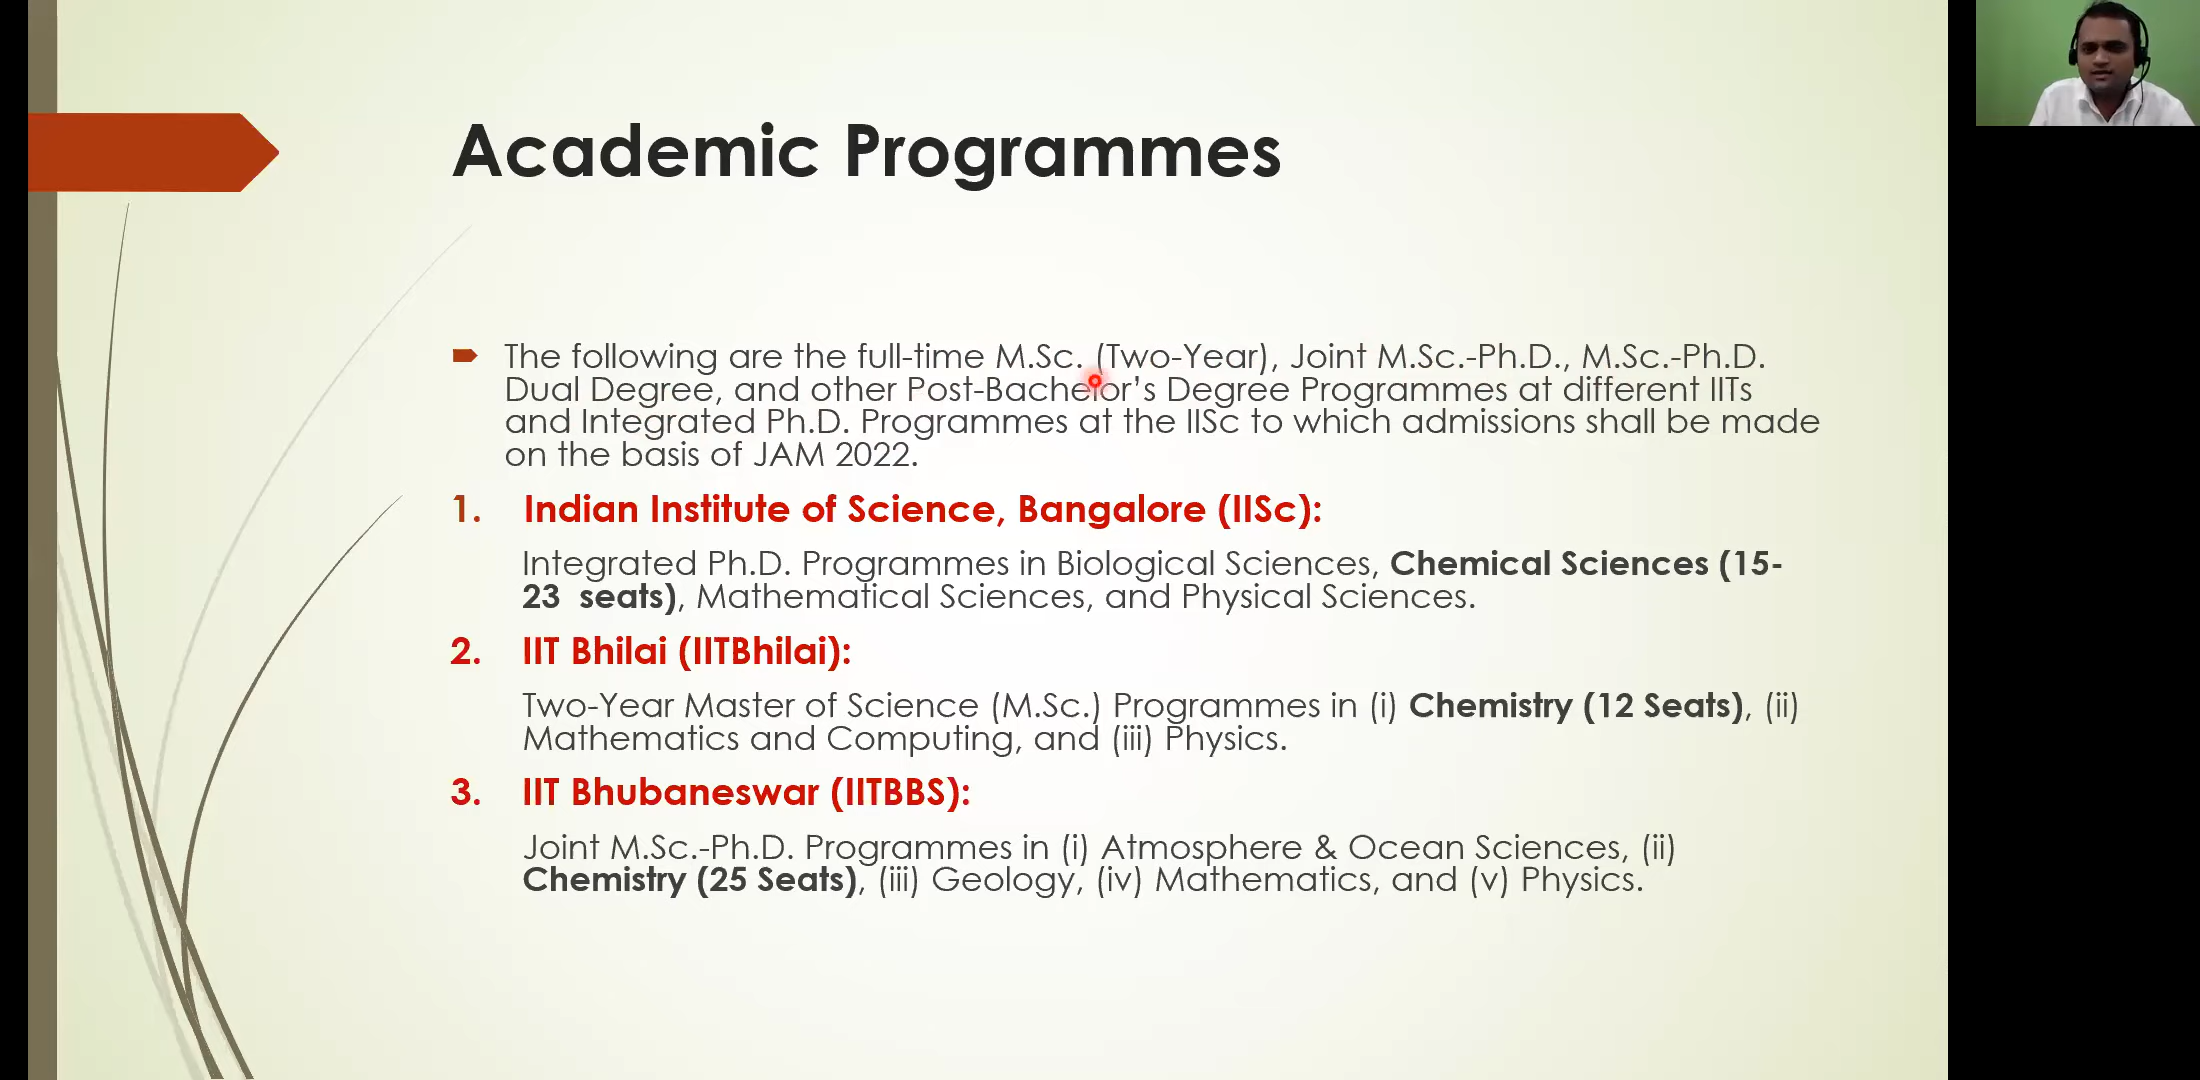 Academic Programmes
The following are the full-time M.Sc. (Two-Year), Joint M.Sc.-Ph.D., M.Sc.-Ph.D.
Dual Degree, and other Post-Bachelor’s Degree Programmes at different IITs
and Integrated Ph.D. Programmes at the IISc to which admissions shall be made
on the basis of JAM 2022.
1. Indian Institute of Science, Bangalore (IISc):
Integrated Ph.D. Programmes in Biological Sciences, Chemical Sciences (15-
23 seats), Mathematical Sciences, and Physical Sciences.
2. IIT Bhilai (IITBhilai):
Two-Year Master of Science (M.Sc.) Programmes in (i) Chemistry (12 Seats), (ii)
Mathematics and Computing, and (iii) Physics.
3. IIT Bhubaneswar (IITBBS):
Joint M.Sc.-Ph.D. Programmes in (i) Atmosphere & Ocean Sciences, (ii)
Chemistry (25 Seats), (iii) Geology, (iv) Mathematics, and (v) Physics.